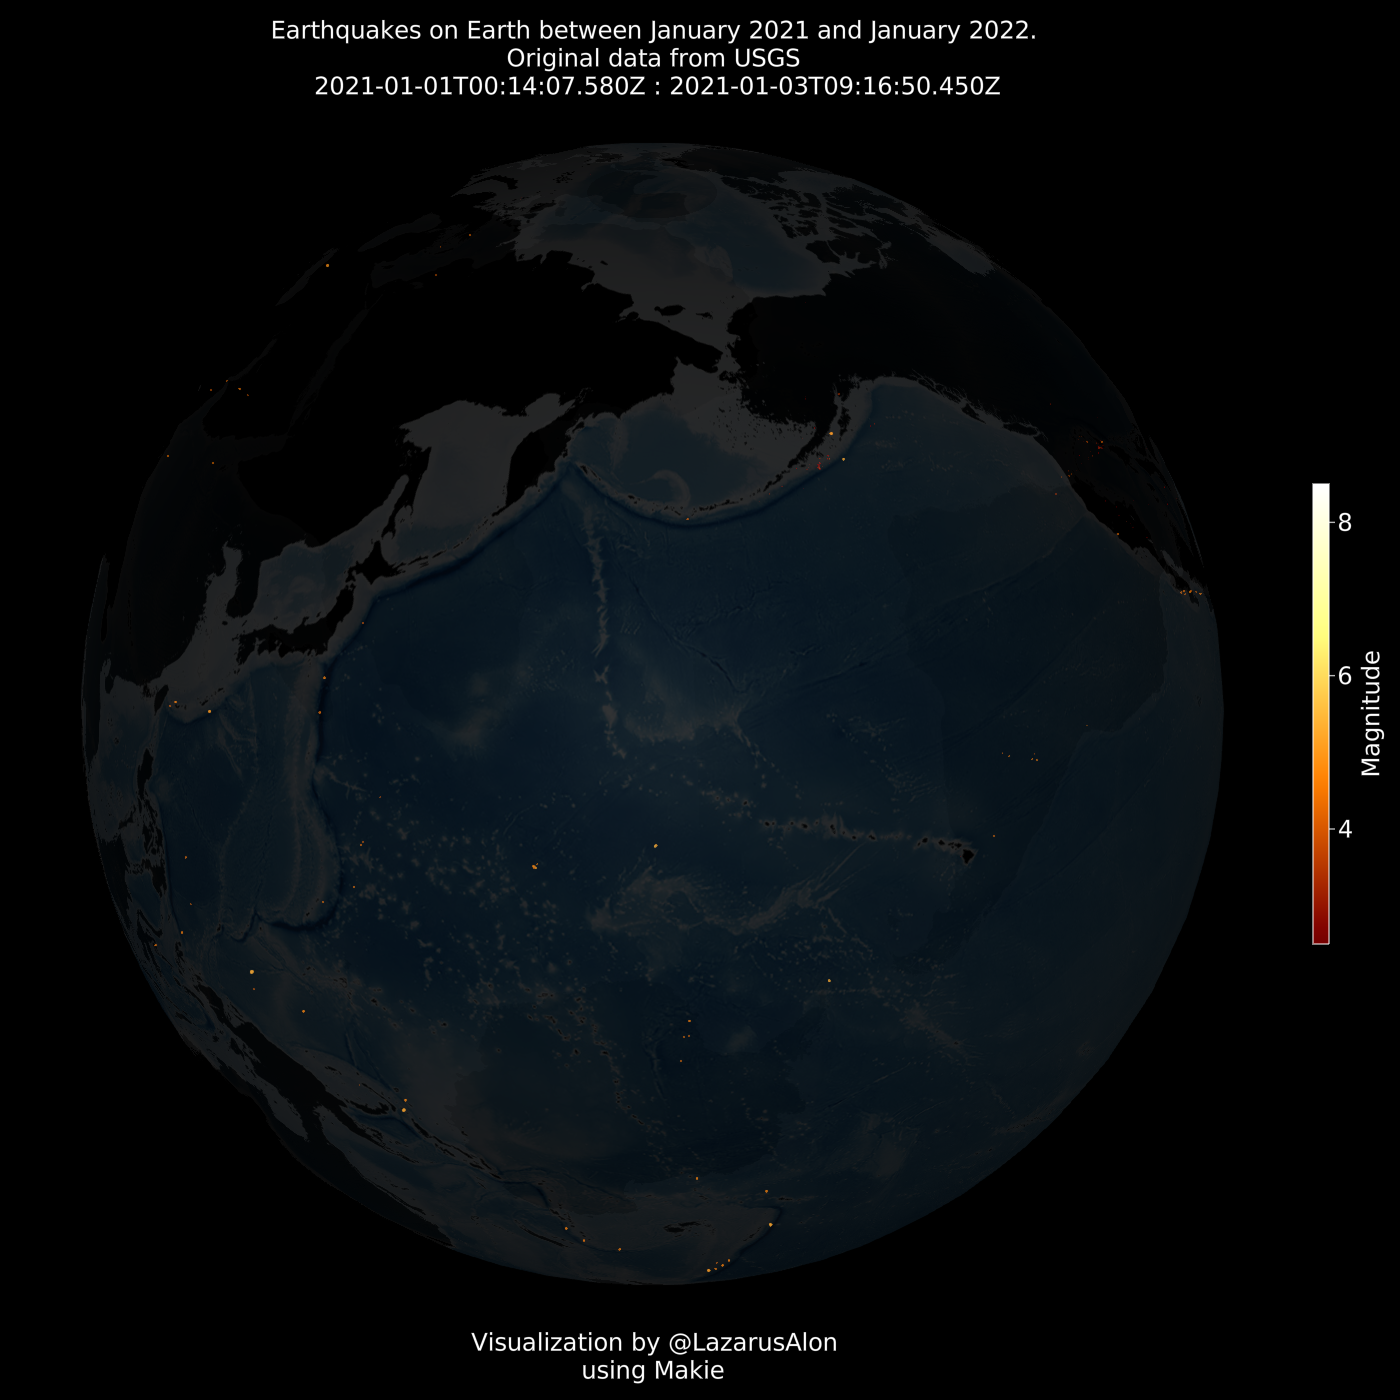 Earthquakes on Earth between January 2021 and January 2022.
Original data from USGS
2021-01-01T00:14:07.580Z : 2021-01-03T09:16:50.450Z
8
6
4
Magnitude
Visualization by @LazarusAlon
using Makie